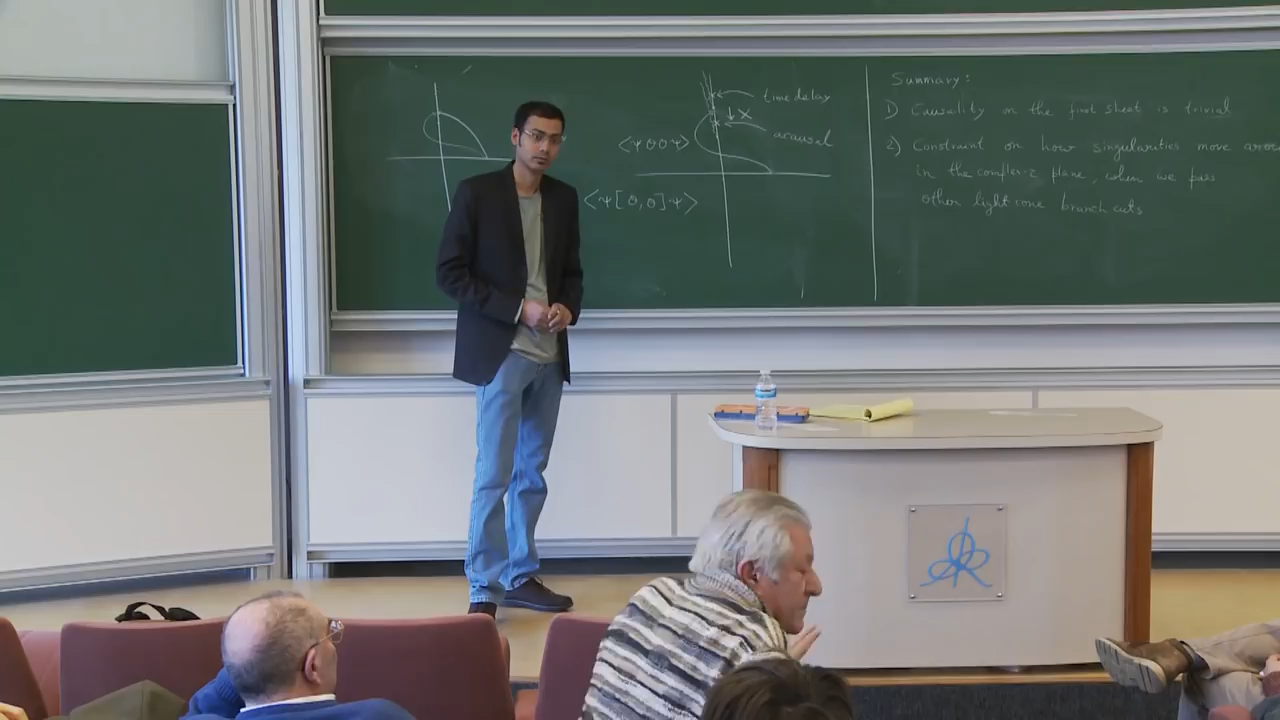 <ψ O O ψ>
<ψ [O, O] ψ>
time delay
x
acausal
Summary:
1) Causality on the first sheet is trivial
2) Constraint on how singularities move
in the complex-z plane, when we pass
other light cone branch cuts